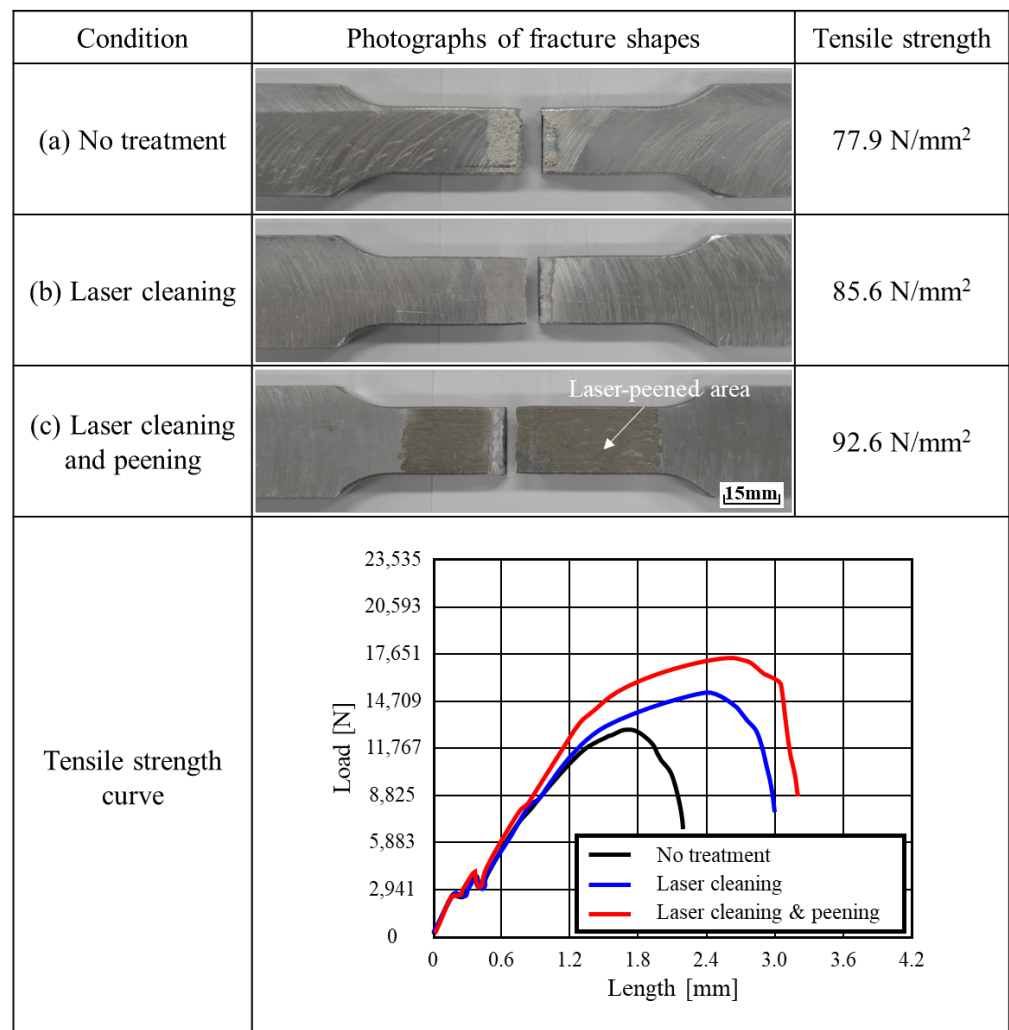 Condition
Photographs of fracture shapes
Tensile strength
(a) No treatment
77.9 N/mm²
(b) Laser cleaning
85.6 N/mm²
(c) Laser cleaning
and peening
Laser-peened area
15mm
92.6 N/mm²
Tensile strength
curve
Load [N]
23,535
20,593
17,651
14,709
11,767
8,825
5,883
2,941
0
No treatment
Laser cleaning
Laser cleaning & peening
0 0.6 1.2 1.8 2.4 3.0 3.6 4.2
Length [mm]